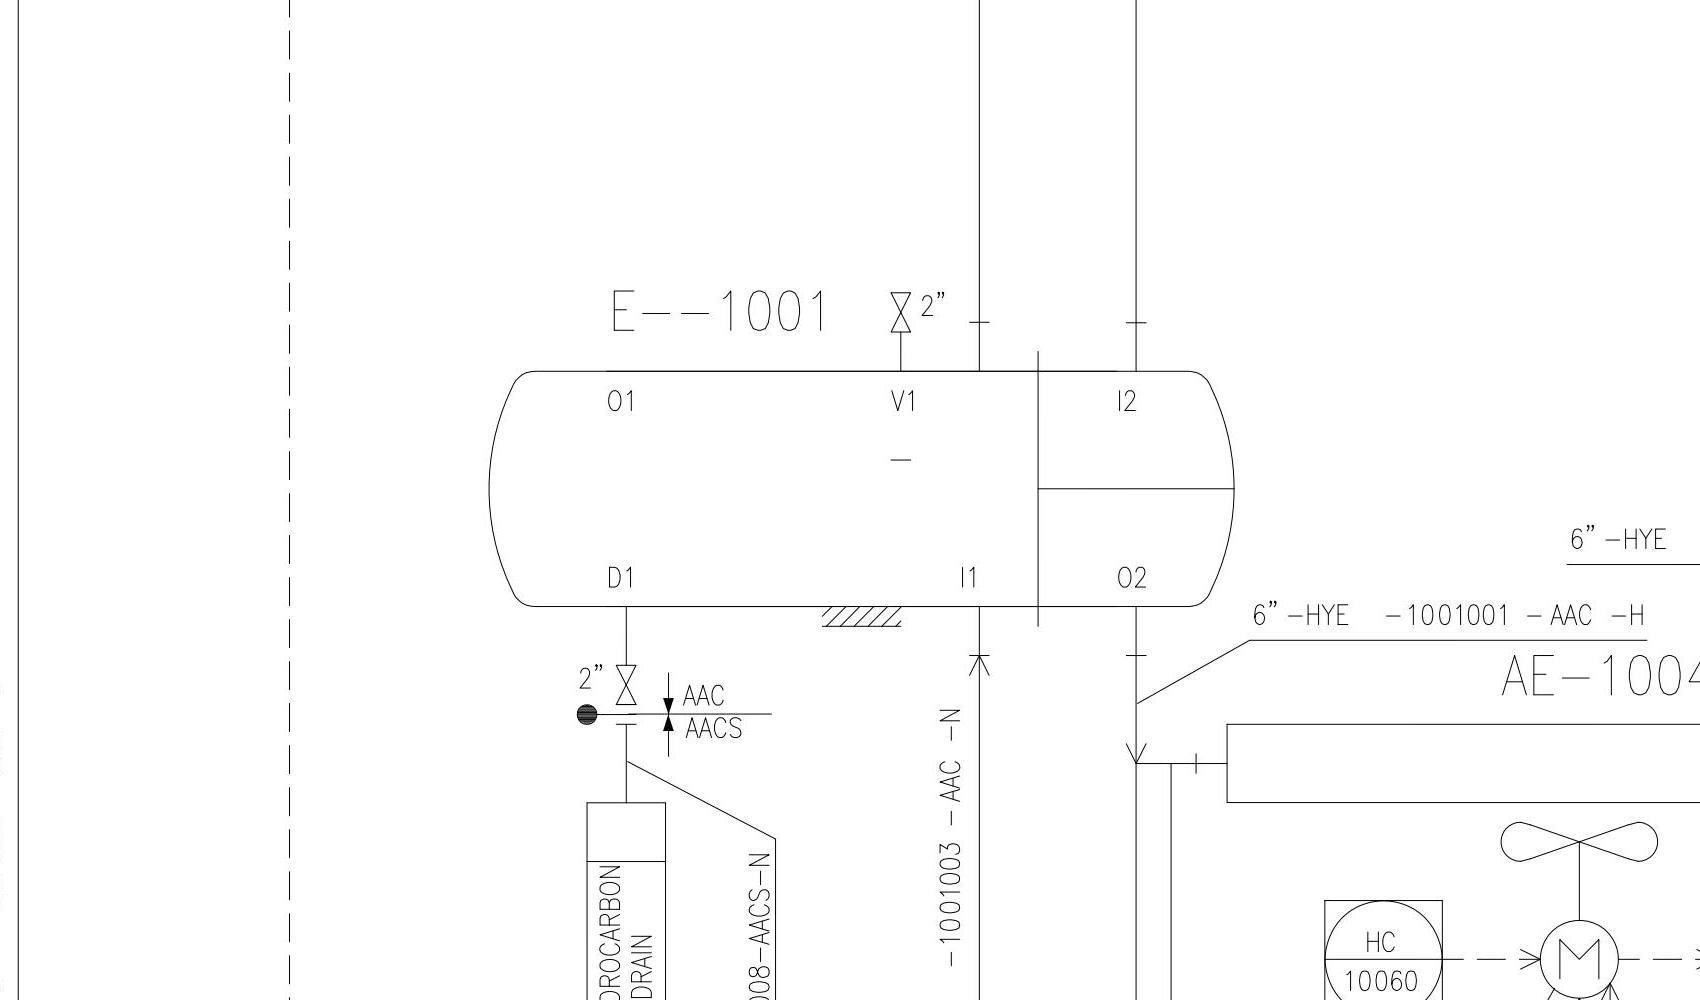 E--1001
2"
O1
V1
I2
D1
I1
O2
6" -HYE
6" -HYE -1001001 -AAC -H
AE-1004
2"
AAC
AACS
-1001003 -AAC -N
008-AACS-N
DROCARBON
DRAIN
HC
10060
M